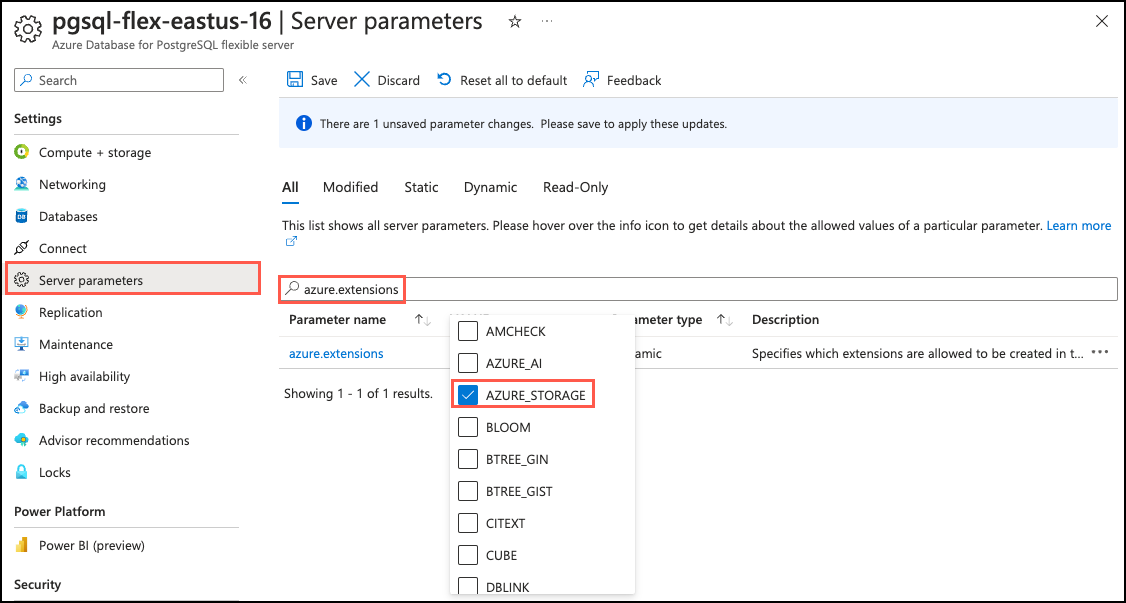 pgsql-flex-eastus-16 | Server parameters
Azure Database for PostgreSQL flexible server
Search
Settings
Compute + storage
Networking
Databases
Connect
Server parameters
Replication
Maintenance
High availability
Backup and restore
Advisor recommendations
Locks
Power Platform
Power BI (preview)
Security
Save Discard Reset all to default Feedback
There are 1 unsaved parameter changes. Please save to apply these updates.
All Modified Static Dynamic Read-Only
This list shows all server parameters. Please hover over the info icon to get details about the allowed values of a particular parameter. Learn more
azure.extensions
Parameter name ameter type Description
azure.extensions amic Specifies which extensions are allowed to be created in t...
Showing 1 - 1 of 1 results.
AMCHECK
AZURE_AI
AZURE_STORAGE
BLOOM
BTREE_GIN
BTREE_GIST
CITEXT
CUBE
DBLINK